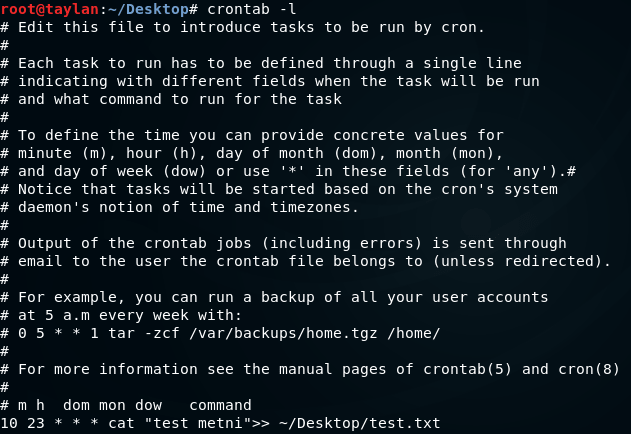 root@taylan:~/Desktop# crontab -l
# Edit this file to introduce tasks to be run by cron.
#
# Each task to run has to be defined through a single line
# indicating with different fields when the task will be run
# and what command to run for the task
#
# To define the time you can provide concrete values for
# minute (m), hour (h), day of month (dom), month (mon),
# and day of week (dow) or use '*' in these fields (for 'any').#
# Notice that tasks will be started based on the cron's system
# daemon's notion of time and timezones.
#
# Output of the crontab jobs (including errors) is sent through
# email to the user the crontab file belongs to (unless redirected).
#
# For example, you can run a backup of all your user accounts
# at 5 a.m every week with:
# 0 5 * * 1 tar -zcf /var/backups/home.tgz /home/
#
# For more information see the manual pages of crontab(5) and cron(8)
#
# m h  dom mon dow   command
10 23 * * * cat "test metni">> ~/Desktop/test.txt